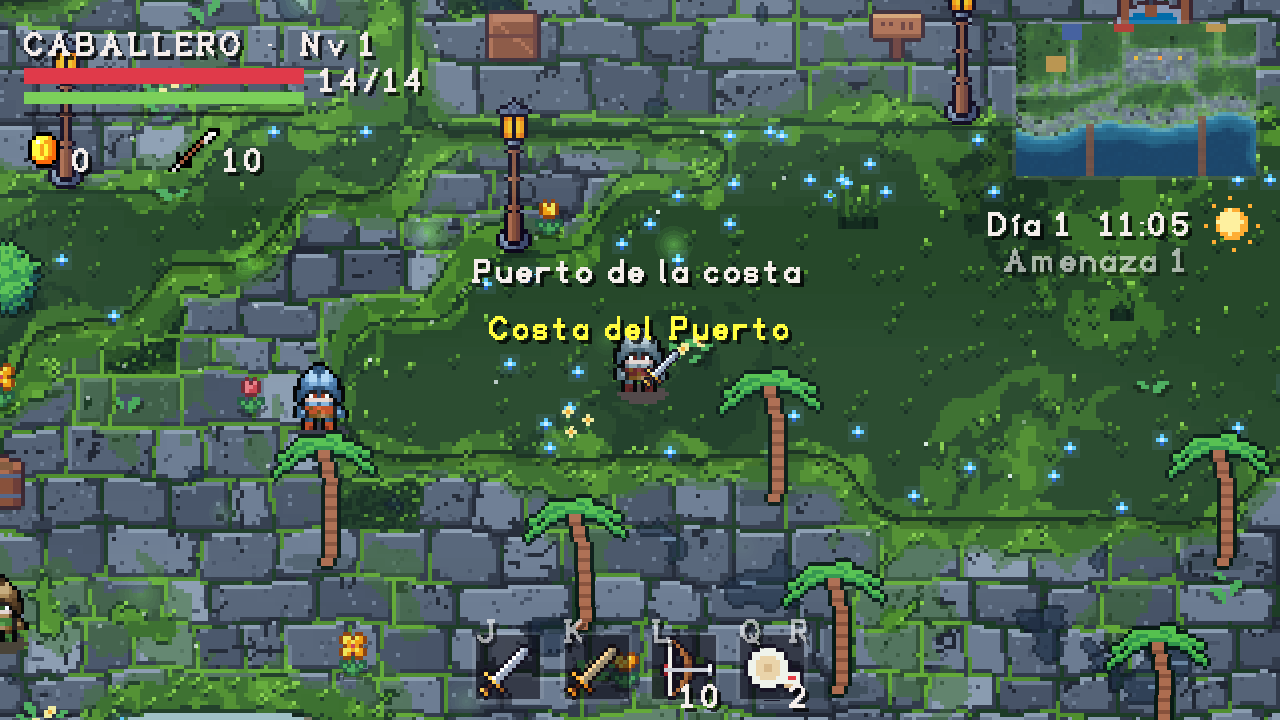 CABALLERO Nv 1
14/14
0 10
Día 1 11:05
Amenaza 1
Puerto de la costa
Costa del Puerto
J K L Q R
10 2